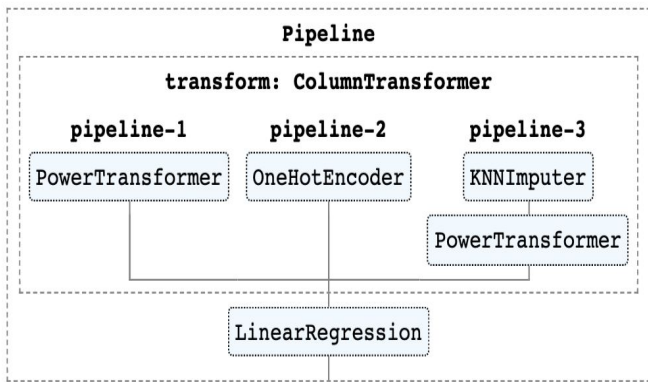 Pipeline
transform: ColumnTransformer
pipeline-1 pipeline-2 pipeline-3
PowerTransformer OneHotEncoder KNNImputer
PowerTransformer
LinearRegression